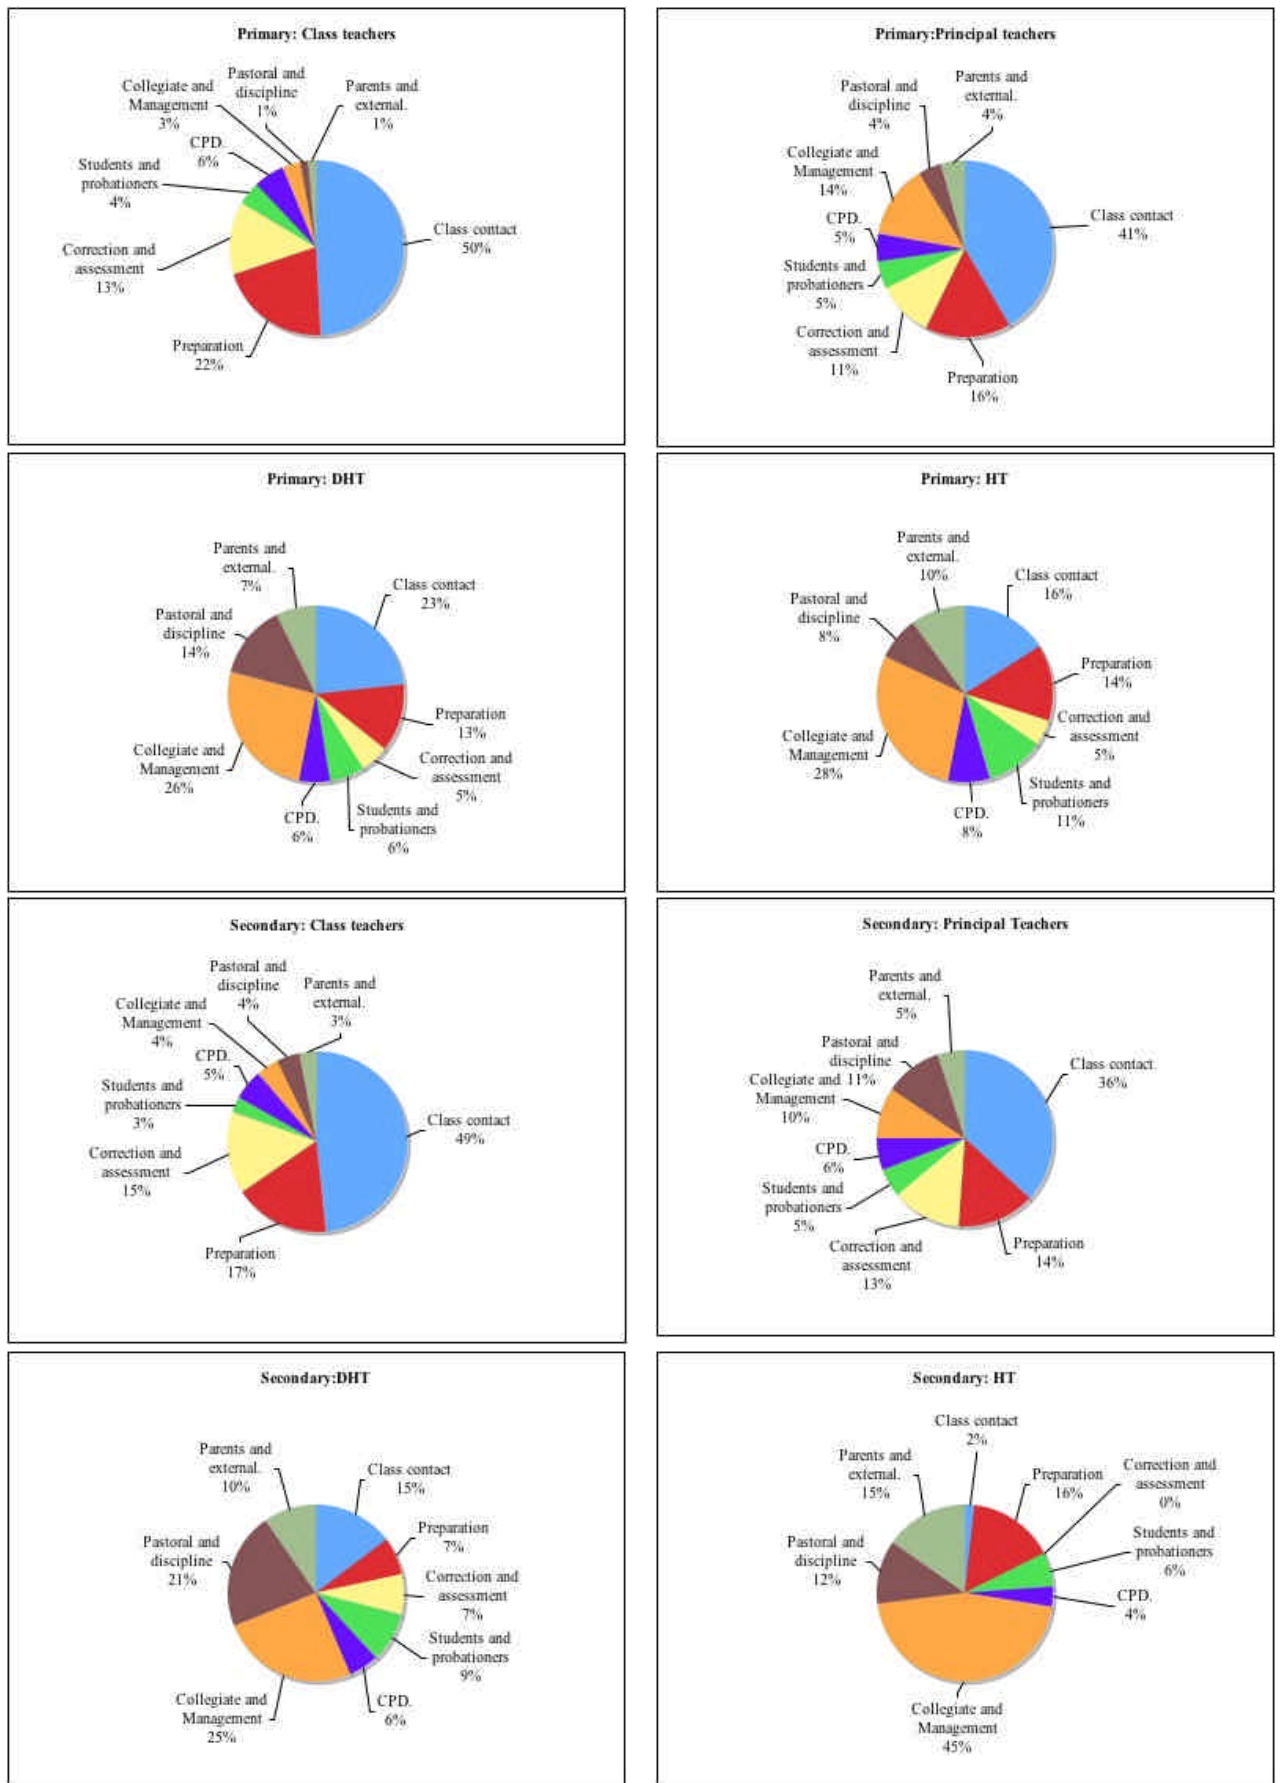 Primary: Class teachers
Collegiate and
Management
3%
Pastoral and
discipline
1%
Parents and
external.
1%
CPD.
6%
Students and
probationers
4%
Class contact
50%
Correction and
assessment
13%
Preparation
22%
Primary:Principal teachers
Pastoral and
discipline
4%
Parents and
external.
4%
Collegiate and
Management
14%
Class contact
41%
CPD.
5%
Students and
probationers
5%
Correction and
assessment
11%
Preparation
16%
Primary: DHT
Parents and
external.
7%
Class contact
23%
Pastoral and
discipline
14%
Preparation
13%
Collegiate and
Management
26%
Correction and
assessment
5%
CPD.
6%
Students and
probationers
6%
Primary: HT
Parents and
external.
10%
Class contact
16%
Pastoral and
discipline
8%
Preparation
14%
Correction and
assessment
5%
Collegiate and
Management
28%
Students and
probationers
11%
CPD.
8%
Secondary: Class teachers
Pastoral and
discipline
4%
Parents and
external.
3%
Collegiate and
Management
4%
CPD.
5%
Students and
probationers
3%
Class contact
49%
Correction and
assessment
15%
Preparation
17%
Secondary: Principal Teachers
Parents and
external.
5%
Pastoral and
discipline
11%
Class contact
36%
Collegiate and
Management
10%
CPD.
6%
Students and
probationers
5%
Correction and
assessment
13%
Preparation
14%
Secondary:DHT
Parents and
external.
10%
Class contact
15%
Pastoral and
discipline
21%
Preparation
7%
Correction and
assessment
7%
Students and
probationers
9%
Collegiate and
Management
25%
CPD.
6%
Secondary: HT
Class contact
2%
Parents and
external.
15%
Preparation
16%
Correction and
assessment
0%
Pastoral and
discipline
12%
Students and
probationers
6%
CPD.
4%
Collegiate and
Management
45%